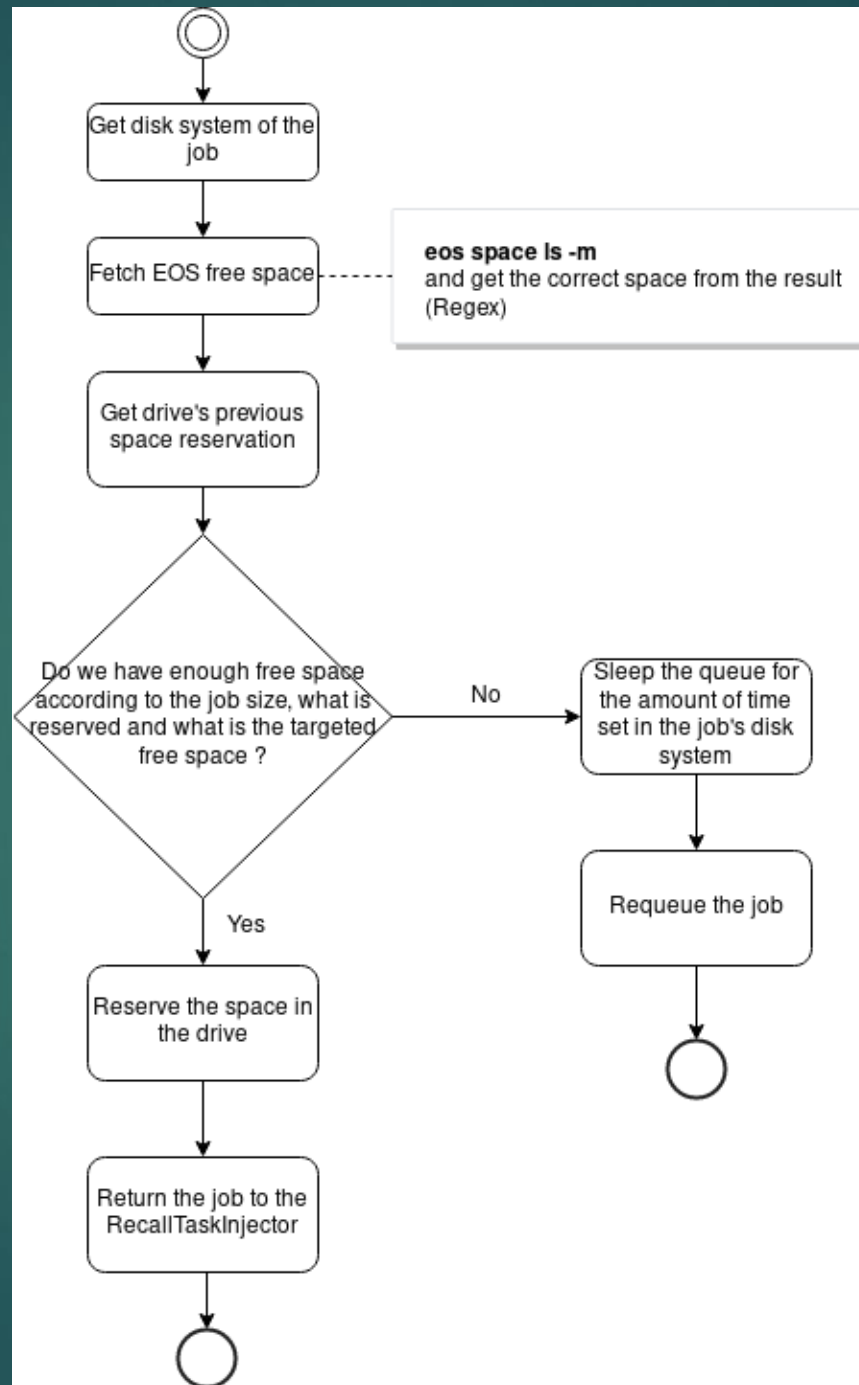 Get disk system of the
job
Fetch EOS free space
eos space ls -m
and get the correct space from the result
(Regex)
Get drive's previous
space reservation
Do we have enough free space
according to the job size, what is
reserved and what is the targeted
free space ?
No
Sleep the queue for
the amount of time
set in the job's disk
system
Requeue the job
Yes
Reserve the space in
the drive
Return the job to the
RecallTaskInjector